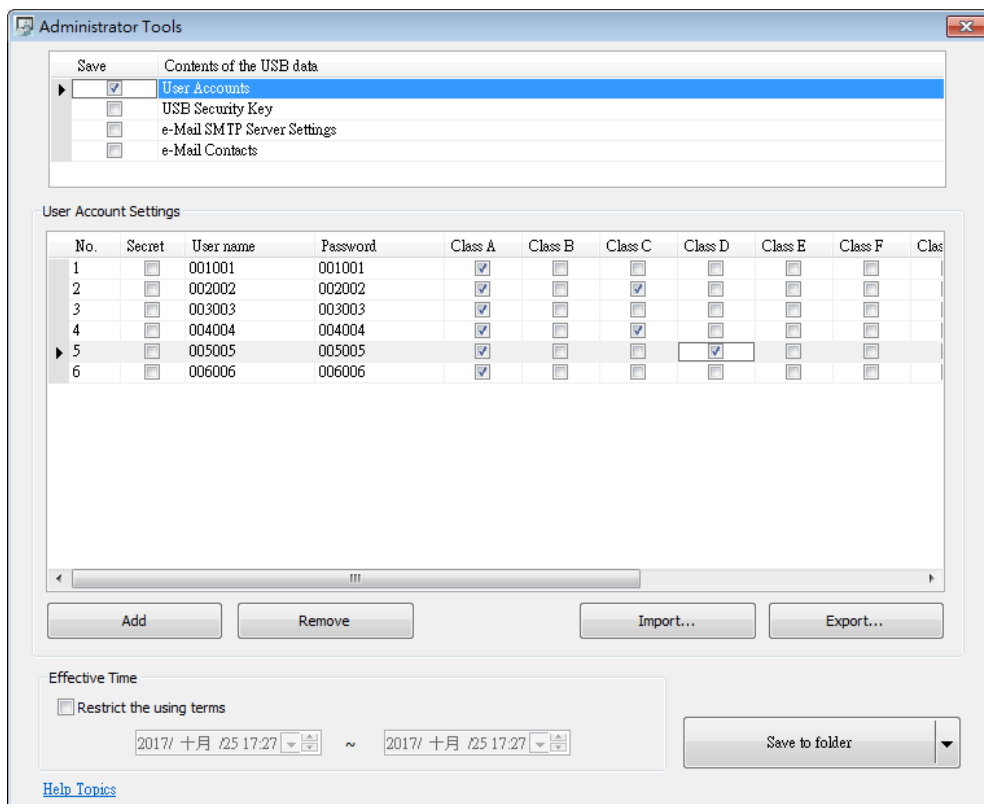 Administrator Tools
Save Contents of the USB data
User Accounts
USB Security Key
e-Mail SMTP Server Settings
e-Mail Contacts
User Account Settings
No. Secret User name Password Class A Class B Class C Class D Class E Class F Clas
1 001001 001001
2 002002 002002
3 003003 003003
4 004004 004004
5 005005 005005
6 006006 006006
Add Remove Import... Export...
Effective Time
Restrict the using terms
2017/ 十月 /25 17:27 ~ 2017/ 十月 /25 17:27
Save to folder
Help Topics